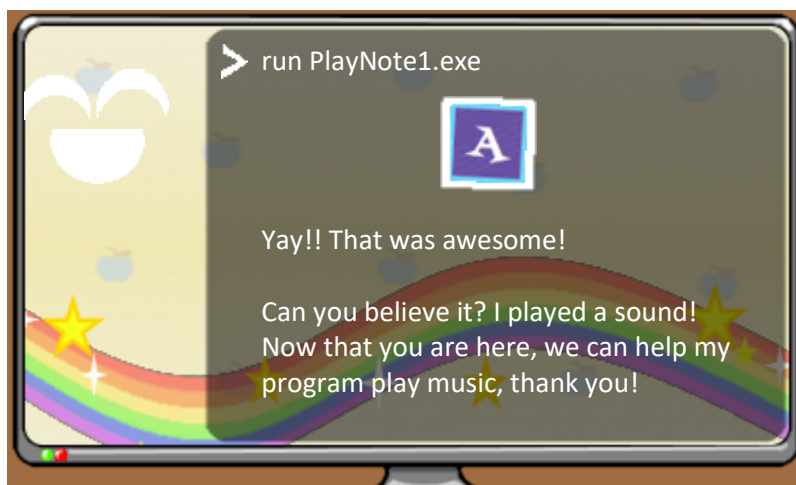 > run PlayNote1.exe
A
Yay!! That was awesome!
Can you believe it? I played a sound!
Now that you are here, we can help my
program play music, thank you!